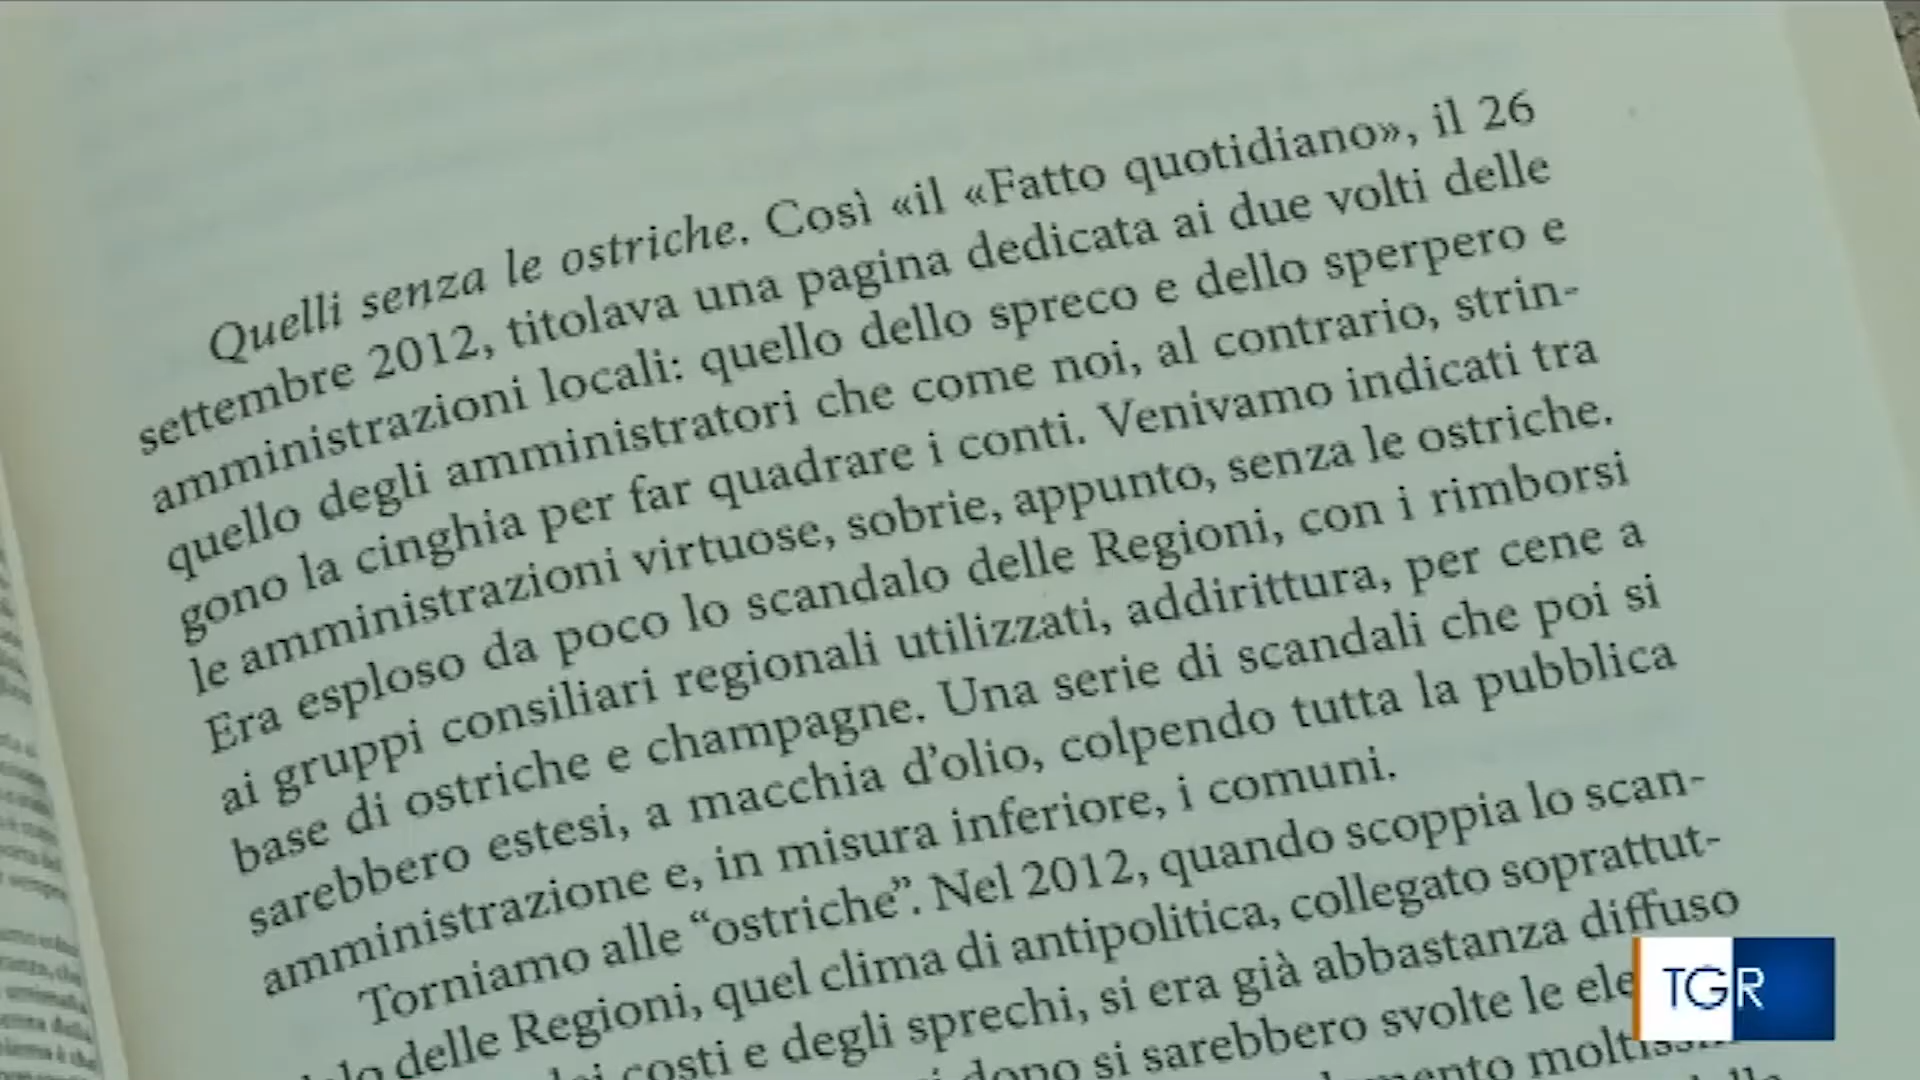 Quelli senza le ostriche. Così «il «Fatto quotidiano», il 26
settembre 2012, titolava una pagina dedicata ai due volti delle
amministrazioni locali: quello dello spreco e dello sperpero e
quello degli amministratori che come noi, al contrario, strin-
gono la cinghia per far quadrare i conti. Venivamo indicati tra
le amministrazioni virtuose, sobrie, appunto, senza le ostriche.
Era esploso da poco lo scandalo delle Regioni, con i rimborsi
ai gruppi consiliari regionali utilizzati, addirittura, per cene a
base di ostriche e champagne. Una serie di scandali che poi si
sarebbero estesi, a macchia d'olio, colpendo tutta la pubblica
amministrazione e, in misura inferiore, i comuni.
Torniamo alle “ostriche”. Nel 2012, quando scoppia lo scan-
delle Regioni, quel clima di antipolitica, collegato soprattut-
costi e degli sprechi, si era già abbastanza diffuso
dopo si sarebbero svolte le ele
TGR